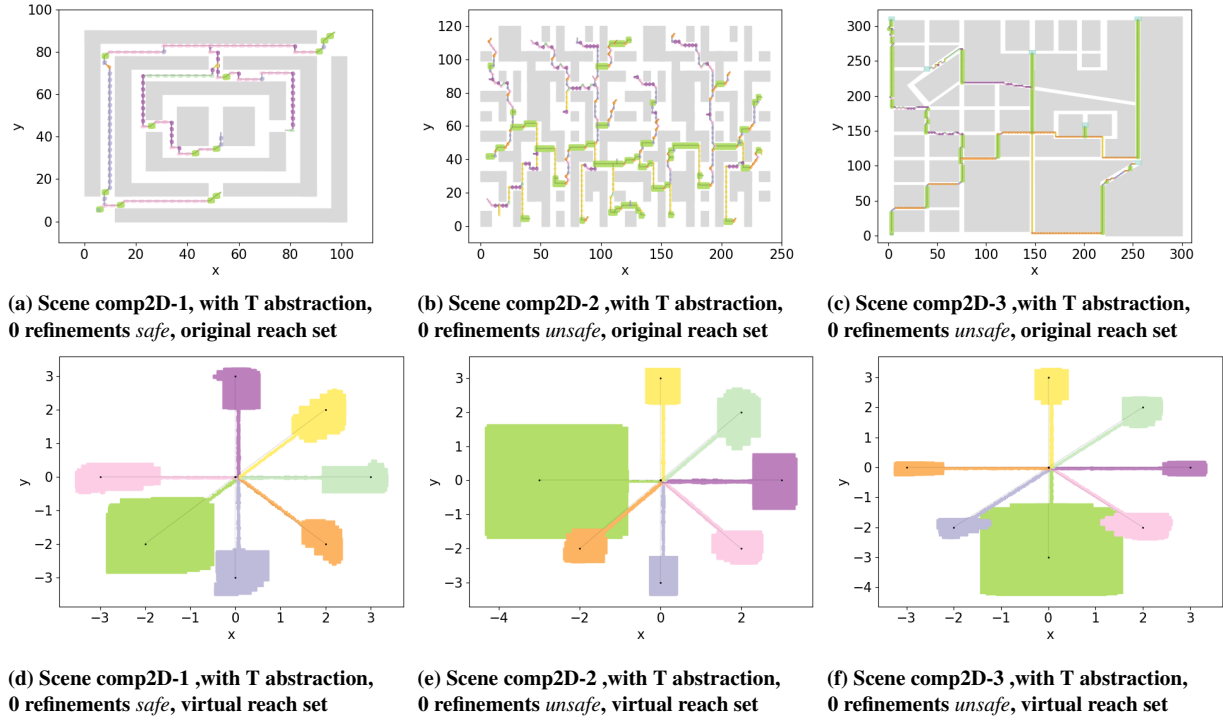 100
80
60
40
20
0
y
0 20 40 60 80 100
x
(a) Scene comp2D-1, with T abstraction,
0 refinements safe, original reach set
120
100
80
60
40
20
0
y
0 50 100 150 200 250
x
(b) Scene comp2D-2 ,with T abstraction,
0 refinements unsafe, original reach set
300
250
200
150
100
50
0
y
0 50 100 150 200 250 300
x
(c) Scene comp2D-3 ,with T abstraction,
0 refinements unsafe, original reach set
3
2
1
0
−1
−2
−3
y
−3 −2 −1 0 1 2 3
x
(d) Scene comp2D-1 ,with T abstraction,
0 refinements safe, virtual reach set
3
2
1
0
−1
−2
−3
y
−4 −2 0 2
x
(e) Scene comp2D-2 ,with T abstraction,
0 refinements unsafe, virtual reach set
3
2
1
0
−1
−2
−3
−4
y
−3 −2 −1 0 1 2 3
x
(f) Scene comp2D-3 ,with T abstraction,
0 refinements unsafe, virtual reach set